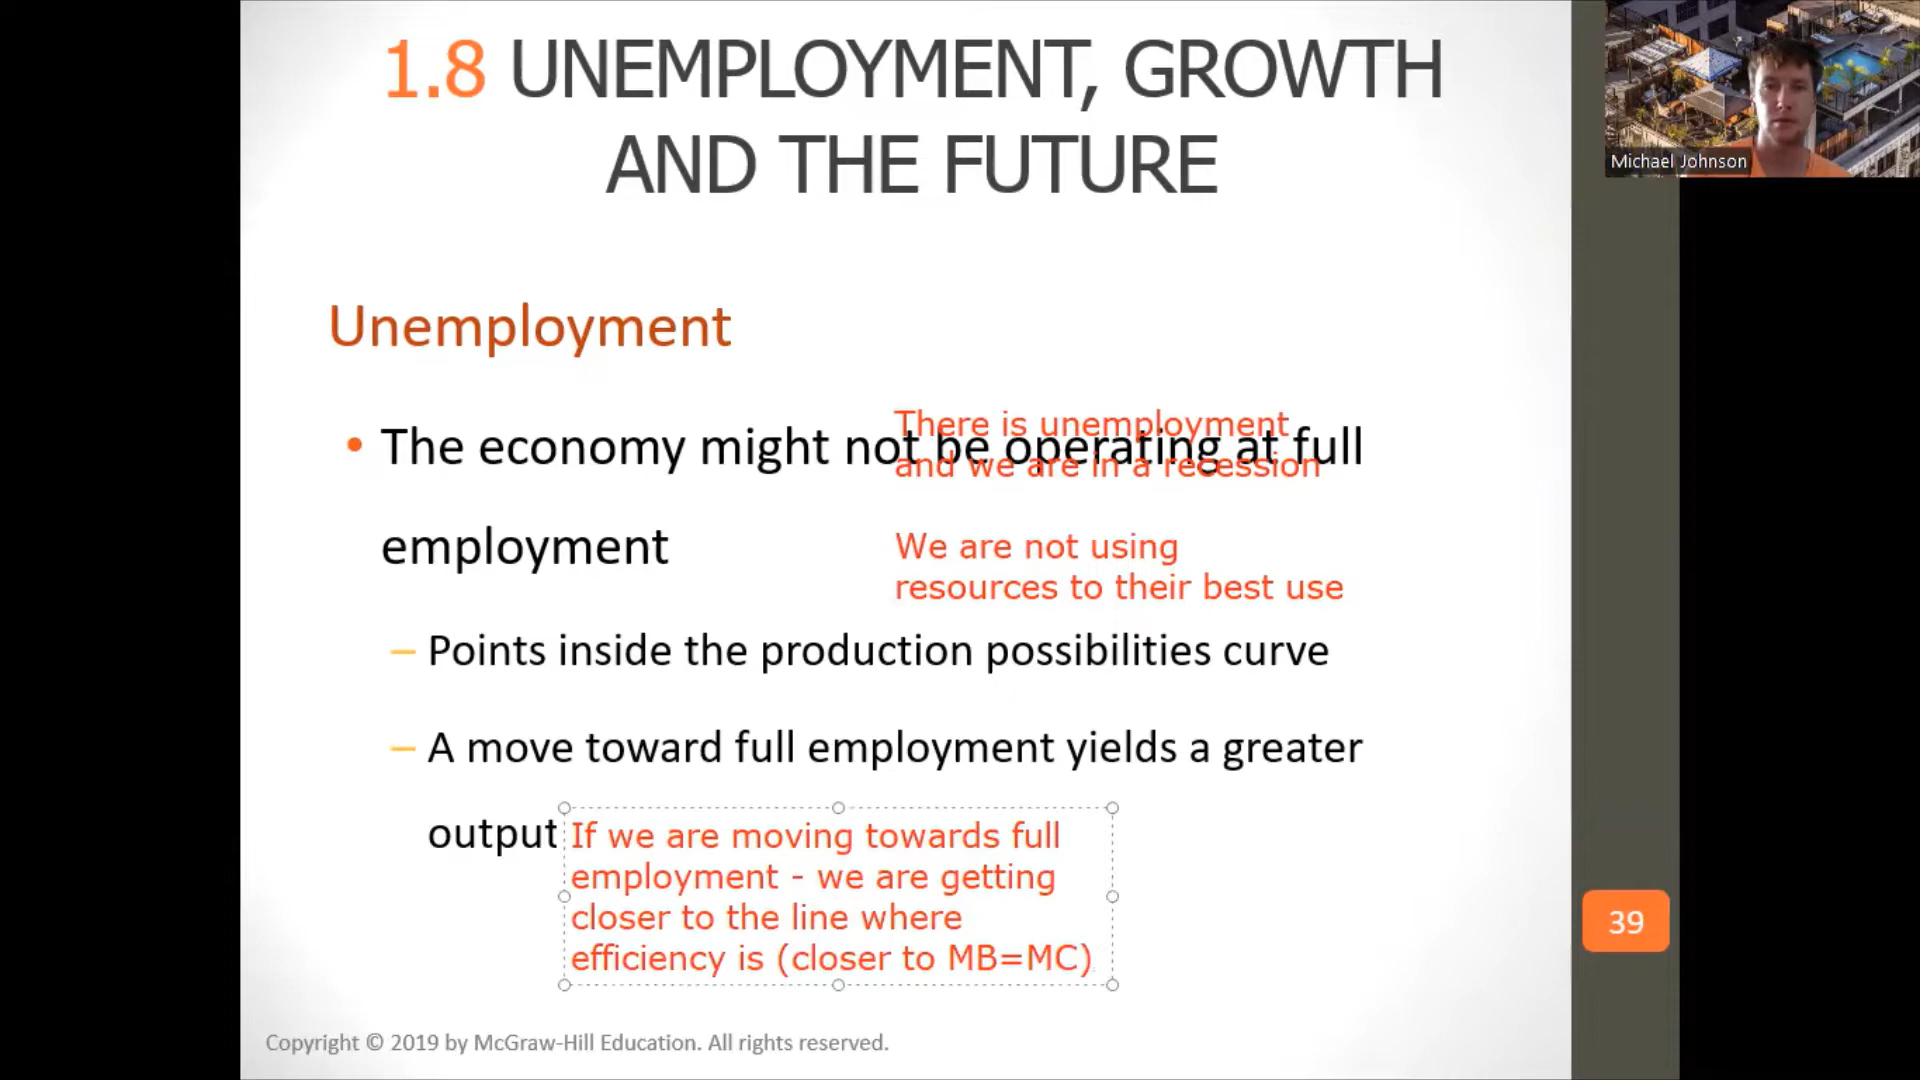 1.8 UNEMPLOYMENT, GROWTH
AND THE FUTURE
Michael Johnson
Unemployment
There is unemployment
• The economy might not be operating at full
and we are in a recession
employment
We are not using
resources to their best use
– Points inside the production possibilities curve
– A move toward full employment yields a greater
output
If we are moving towards full
employment - we are getting
closer to the line where
efficiency is (closer to MB=MC)
39
Copyright © 2019 by McGraw-Hill Education. All rights reserved.